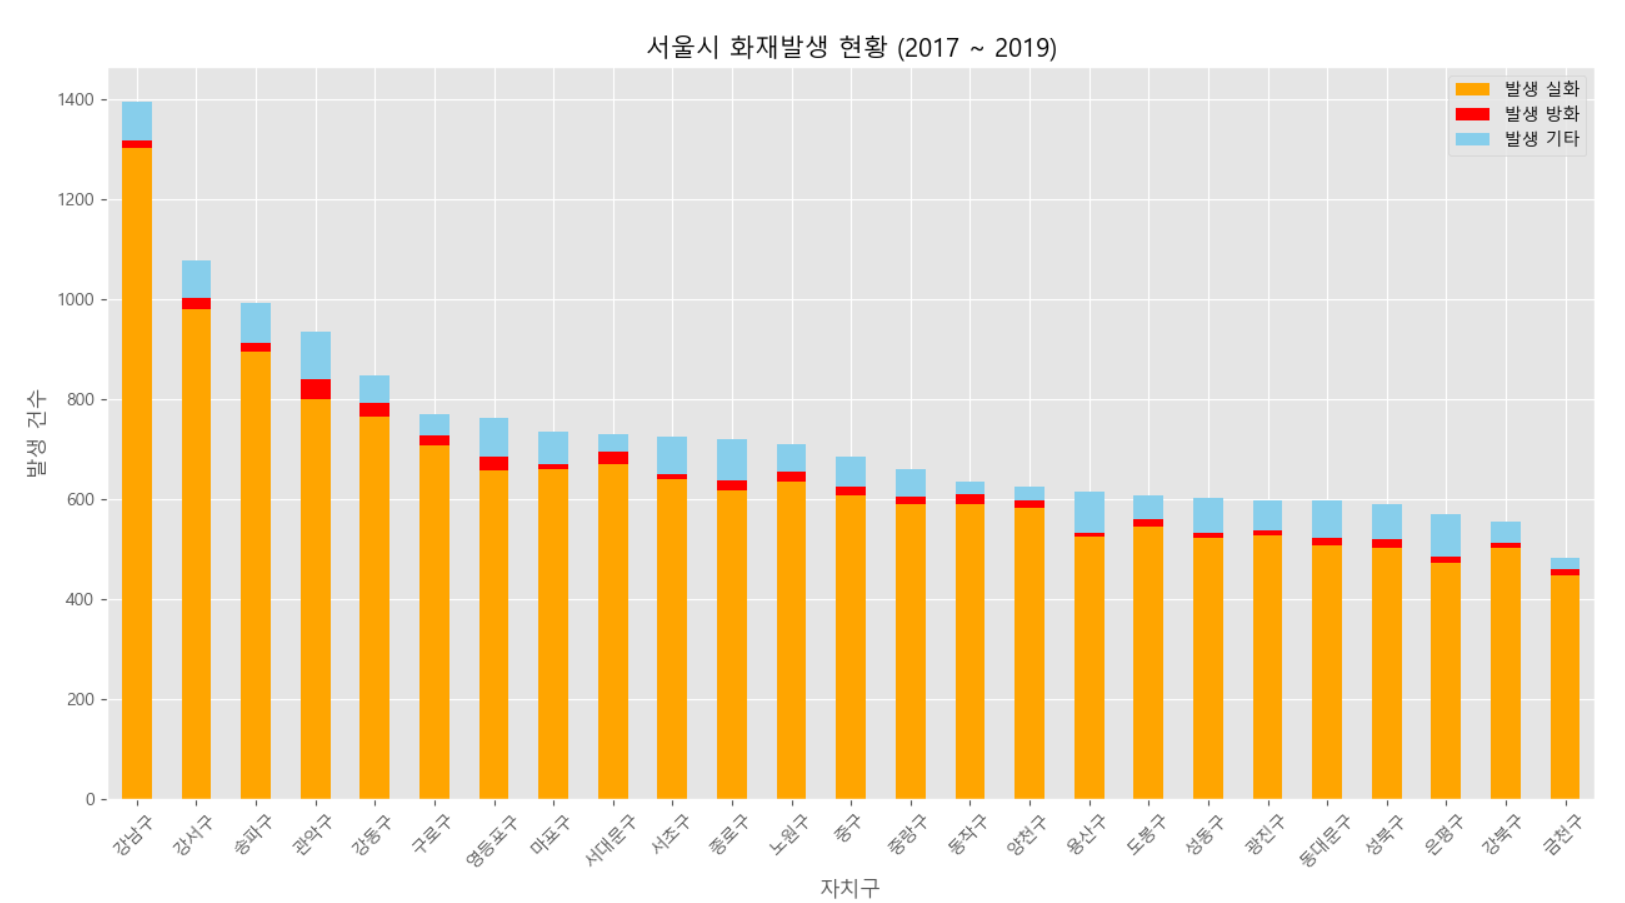 서울시 화재발생 현황 (2017 ~ 2019)
발생 실화
발생 방화
발생 기타
1400
1200
1000
800
600
400
200
0
발생 건수
강남구
강서구
송파구
관악구
강동구
구로구
영등포구
마포구
서대문구
서초구
종로구
노원구
중구
중랑구
동작구
양천구
용산구
도봉구
성동구
광진구
동대문구
성북구
은평구
강북구
금천구
자치구